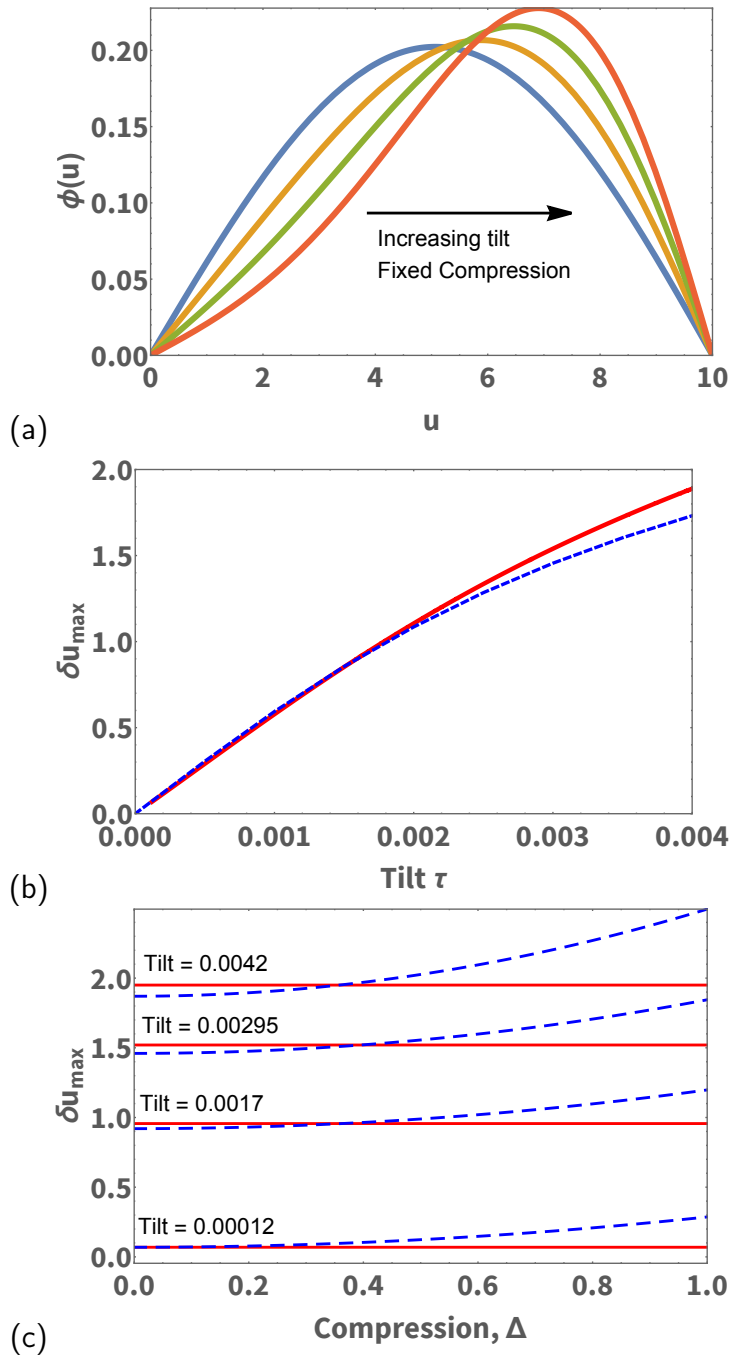 0.20
0.15
0.10
0.05
0.00
ϕ(u)
Increasing tilt
Fixed Compression
0 2 4 6 8 10
u
(a)
2.0
1.5
1.0
0.5
0.0
δu_max
0.000 0.001 0.002 0.003 0.004
Tilt τ
(b)
Tilt = 0.0042
2.0
Tilt = 0.00295
1.5
Tilt = 0.0017
1.0
0.5
Tilt = 0.00012
0.0
δu_max
0.0 0.2 0.4 0.6 0.8 1.0
Compression, Δ
(c)